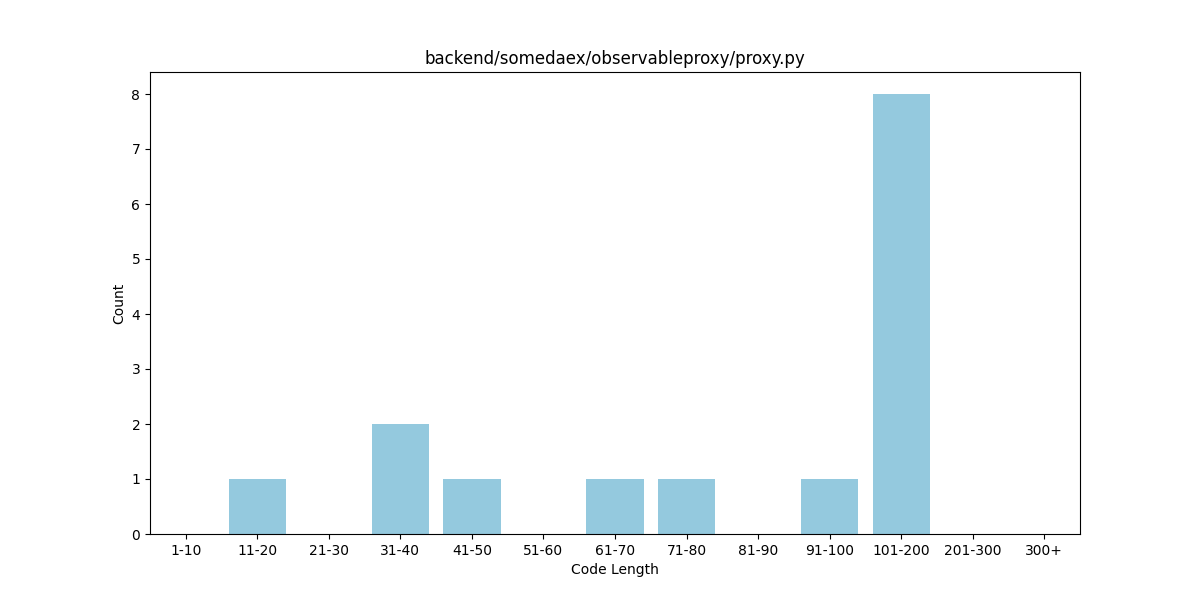 backend/somedaex/observableproxy/proxy.py
8
7
6
5
4
3
2
1
0
Count
1-10 11-20 21-30 31-40 41-50 51-60 61-70 71-80 81-90 91-100 101-200 201-300 300+
Code Length